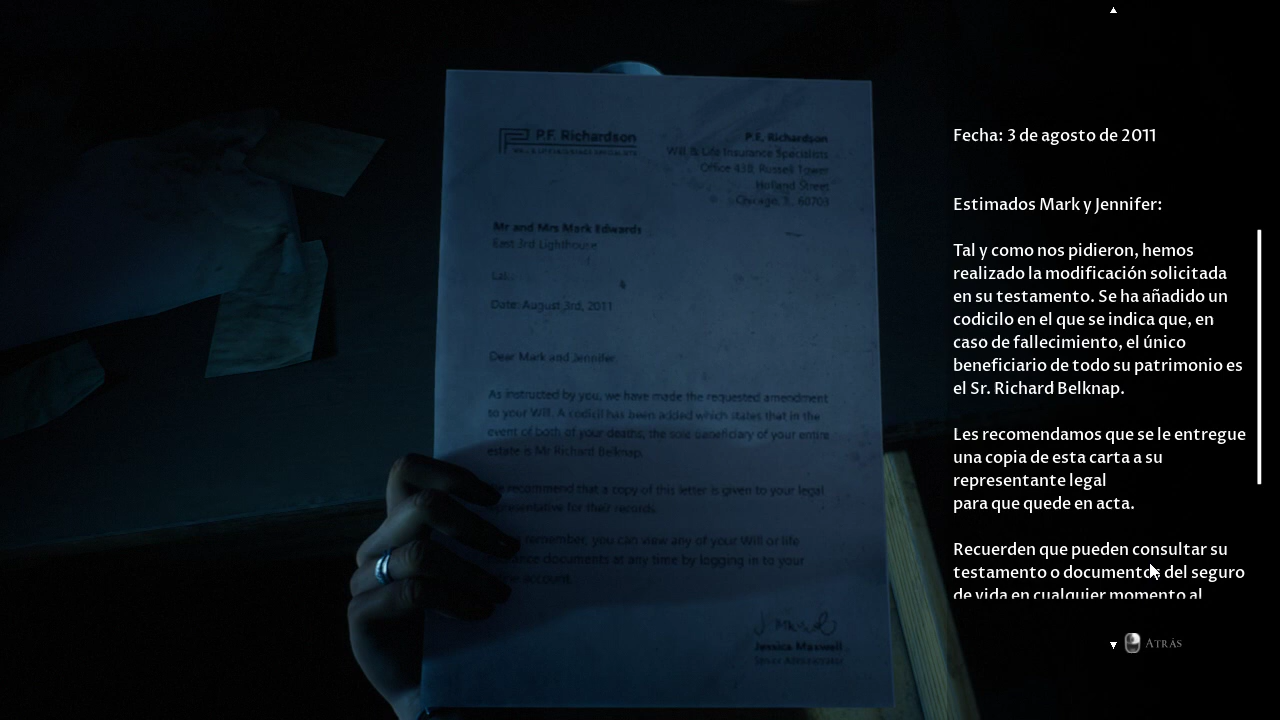 P.F. Richardson
P.F. Richardson
Will & Life Insurance Specialists
Office 438, Russell Tower
Holland Street
Chicago, IL, 60703
Mr and Mrs Mark Edwards
East 3rd Lighthouse
Date: August 3rd, 2011
Dear Mark and Jennifer,
As instructed by you, we have made the requested amendment
to your Will. A codicil has been added which states that in the
event of both of your deaths, the sole beneficiary of your entire
estate is Mr Richard Belknap.
recommend that a copy of this letter is given to your legal
representative for their records.
remember, you can view any of your Will or life
insurance documents at any time by logging in to your
account.
Jessica Maxwell
Fecha: 3 de agosto de 2011
Estimados Mark y Jennifer:
Tal y como nos pidieron, hemos
realizado la modificación solicitada
en su testamento. Se ha añadido un
codicilo en el que se indica que, en
caso de fallecimiento, el único
beneficiario de todo su patrimonio es
el Sr. Richard Belknap.
Les recomendamos que se le entregue
una copia de esta carta a su
representante legal
para que quede en acta.
Recuerden que pueden consultar su
testamento o documentos del seguro
de vida en cualquier momento al
ATRÁS